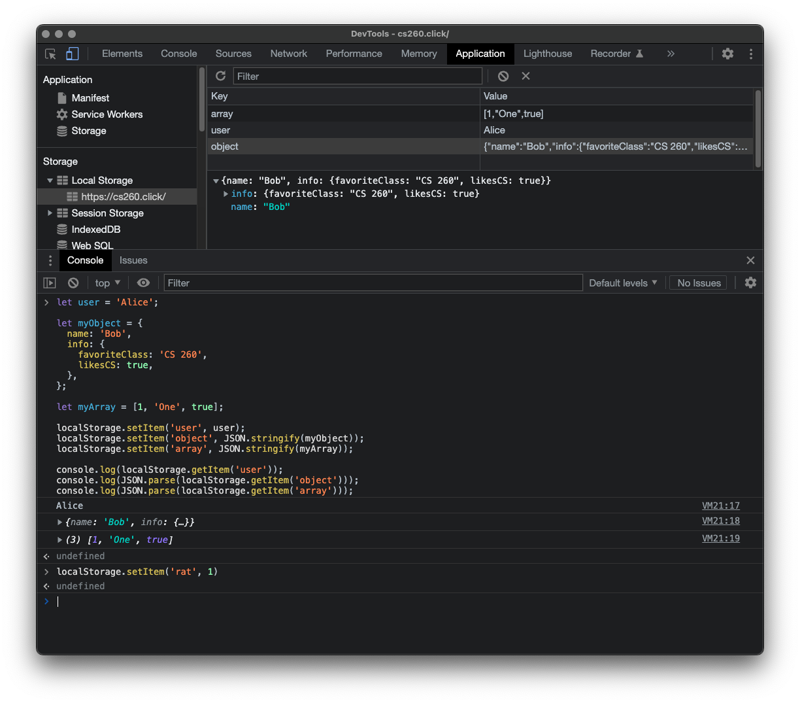 DevTools - cs260.click/
Elements Console Sources Network Performance Memory Application Lighthouse Recorder »
Application
Manifest
Service Workers
Storage
Storage
Local Storage
https://cs260.click/
Session Storage
IndexedDB
Web SQL
Filter
Key Value
array [1,"One",true]
user Alice
object {"name":"Bob","info":{"favoriteClass":"CS 260","likesCS":…
{name: "Bob", info: {favoriteClass: "CS 260", likesCS: true}}
info: {favoriteClass: "CS 260", likesCS: true}
name: "Bob"
Console Issues
top Filter Default levels No Issues
let user = 'Alice';
let myObject = {
name: 'Bob',
info: {
favoriteClass: 'CS 260',
likesCS: true,
},
};
let myArray = [1, 'One', true];
localStorage.setItem('user', user);
localStorage.setItem('object', JSON.stringify(myObject));
localStorage.setItem('array', JSON.stringify(myArray));
console.log(localStorage.getItem('user'));
console.log(JSON.parse(localStorage.getItem('object')));
console.log(JSON.parse(localStorage.getItem('array')));
Alice VM21:17
{name: 'Bob', info: {…}} VM21:18
(3) [1, 'One', true] VM21:19
undefined
localStorage.setItem('rat', 1)
undefined